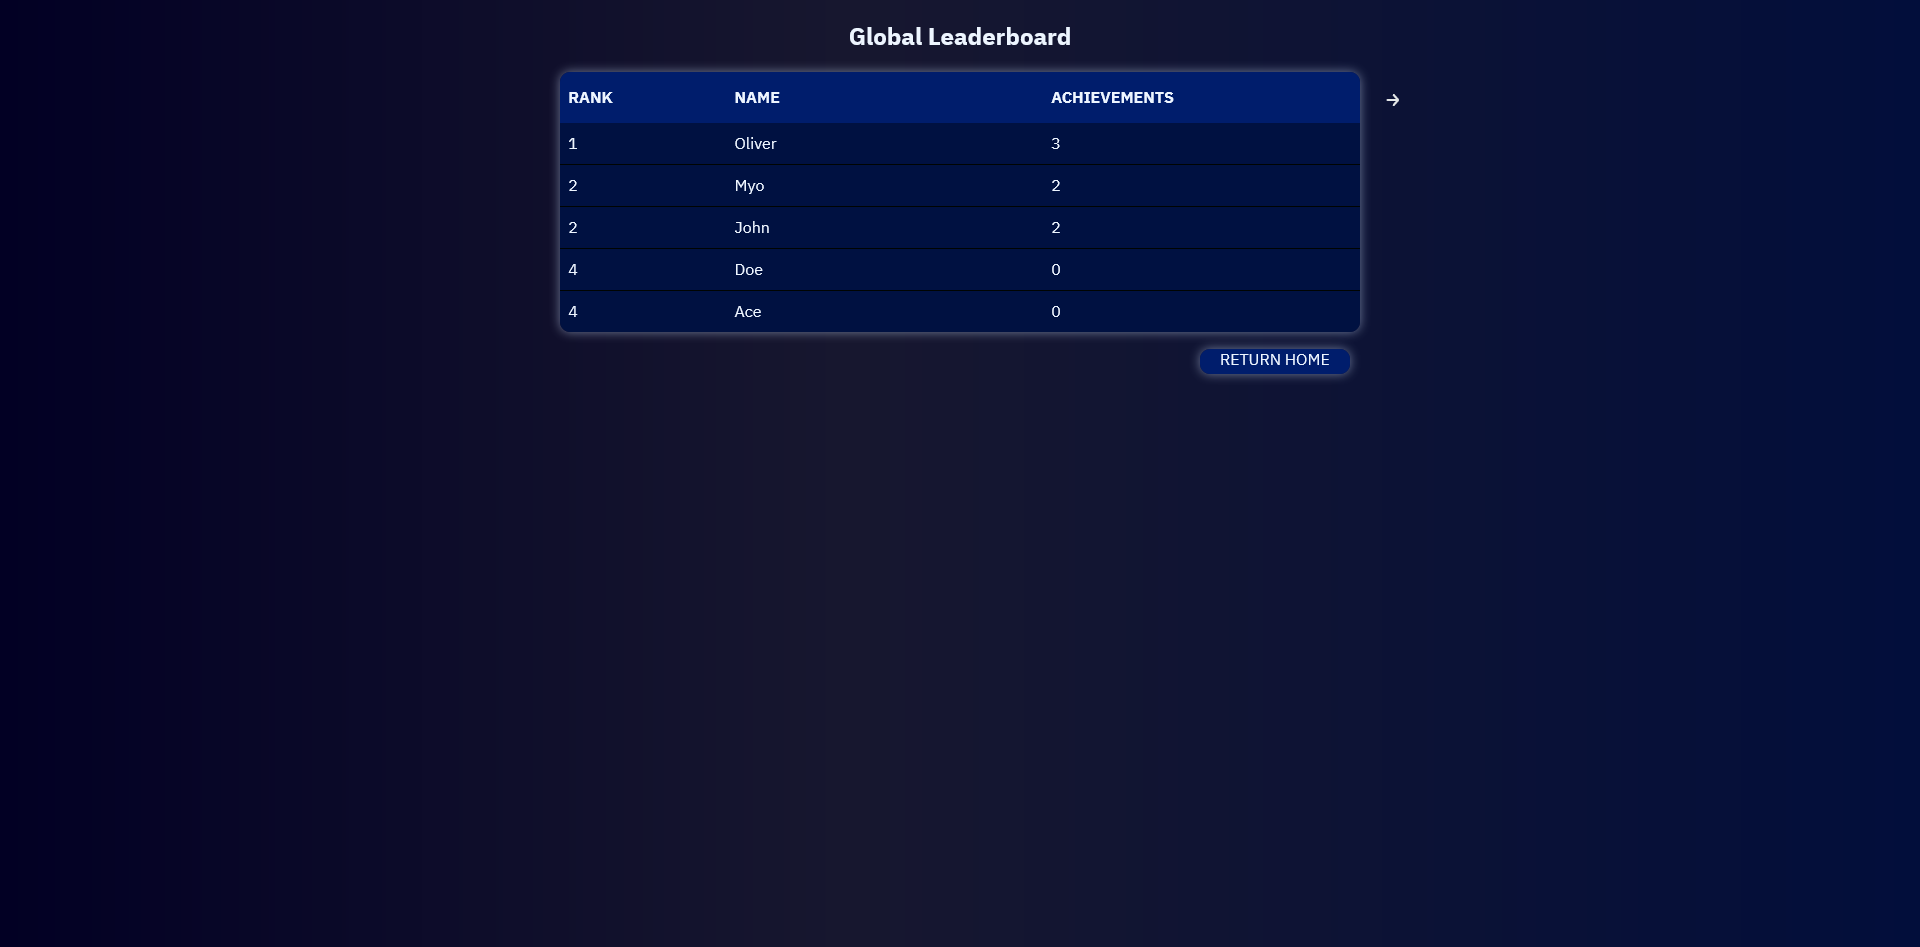 Global Leaderboard
RANK NAME ACHIEVEMENTS →
1 Oliver 3
2 Myo 2
2 John 2
4 Doe 0
4 Ace 0
RETURN HOME